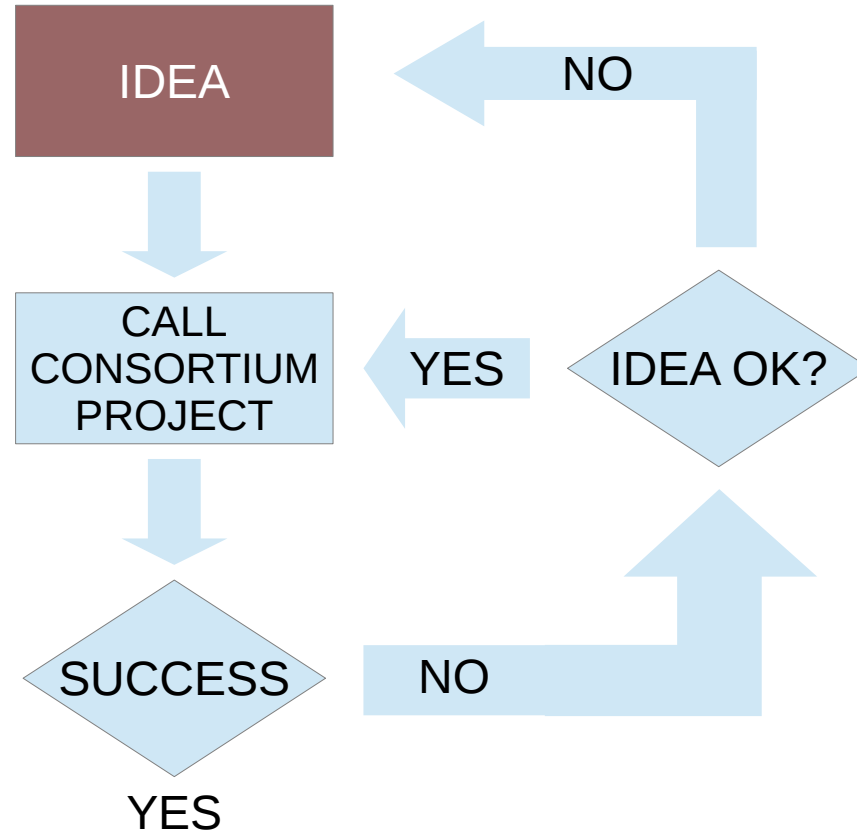 IDEA
NO
CALL
CONSORTIUM
PROJECT
YES
IDEA OK?
SUCCESS
NO
YES